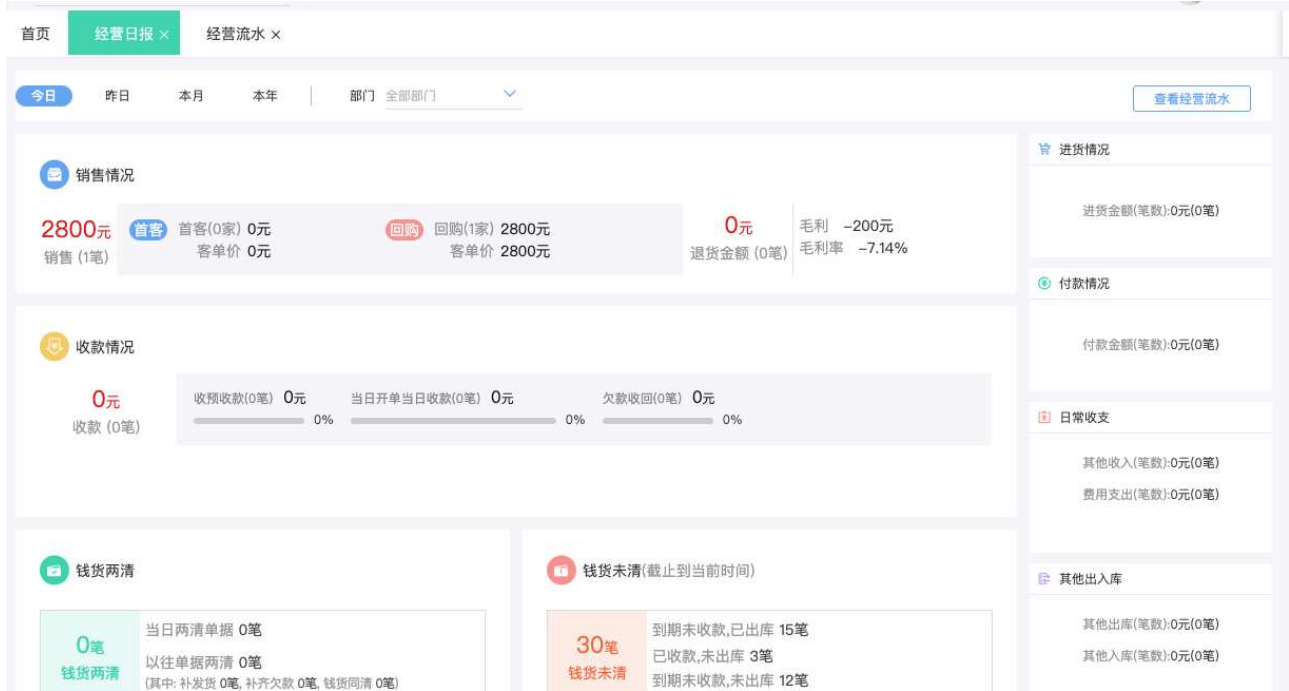 首页 经营日报 × 经营流水 ×
今日 昨日 本月 本年 部门 全部部门 查看经营流水
销售情况
2800元 首客 首客(0家) 0元 回购 回购(1家) 2800元 0元 毛利 -200元
销售 (1笔) 客单价 0元 客单价 2800元 退货金额 (0笔) 毛利率 -7.14%
收款情况
0元 收预收款(0笔) 0元 当日开单当日收款(0笔) 0元 欠款收回(0笔) 0元
收款 (0笔) 0% 0% 0%
钱货两清
0笔 当日两清单据 0笔
钱货两清 以往单据两清 0笔
(其中: 补发货 0笔, 补齐欠款 0笔, 钱货同清 0笔)
钱货未清(截止到当前时间)
30笔 到期未收款,已出库 15笔
钱货未清 已收款,未出库 3笔
到期未收款,未出库 12笔
进货情况
进货金额(笔数):0元(0笔)
付款情况
付款金额(笔数):0元(0笔)
日常收支
其他收入(笔数):0元(0笔)
费用支出(笔数):0元(0笔)
其他出入库
其他出库(笔数):0元(0笔)
其他入库(笔数):0元(0笔)